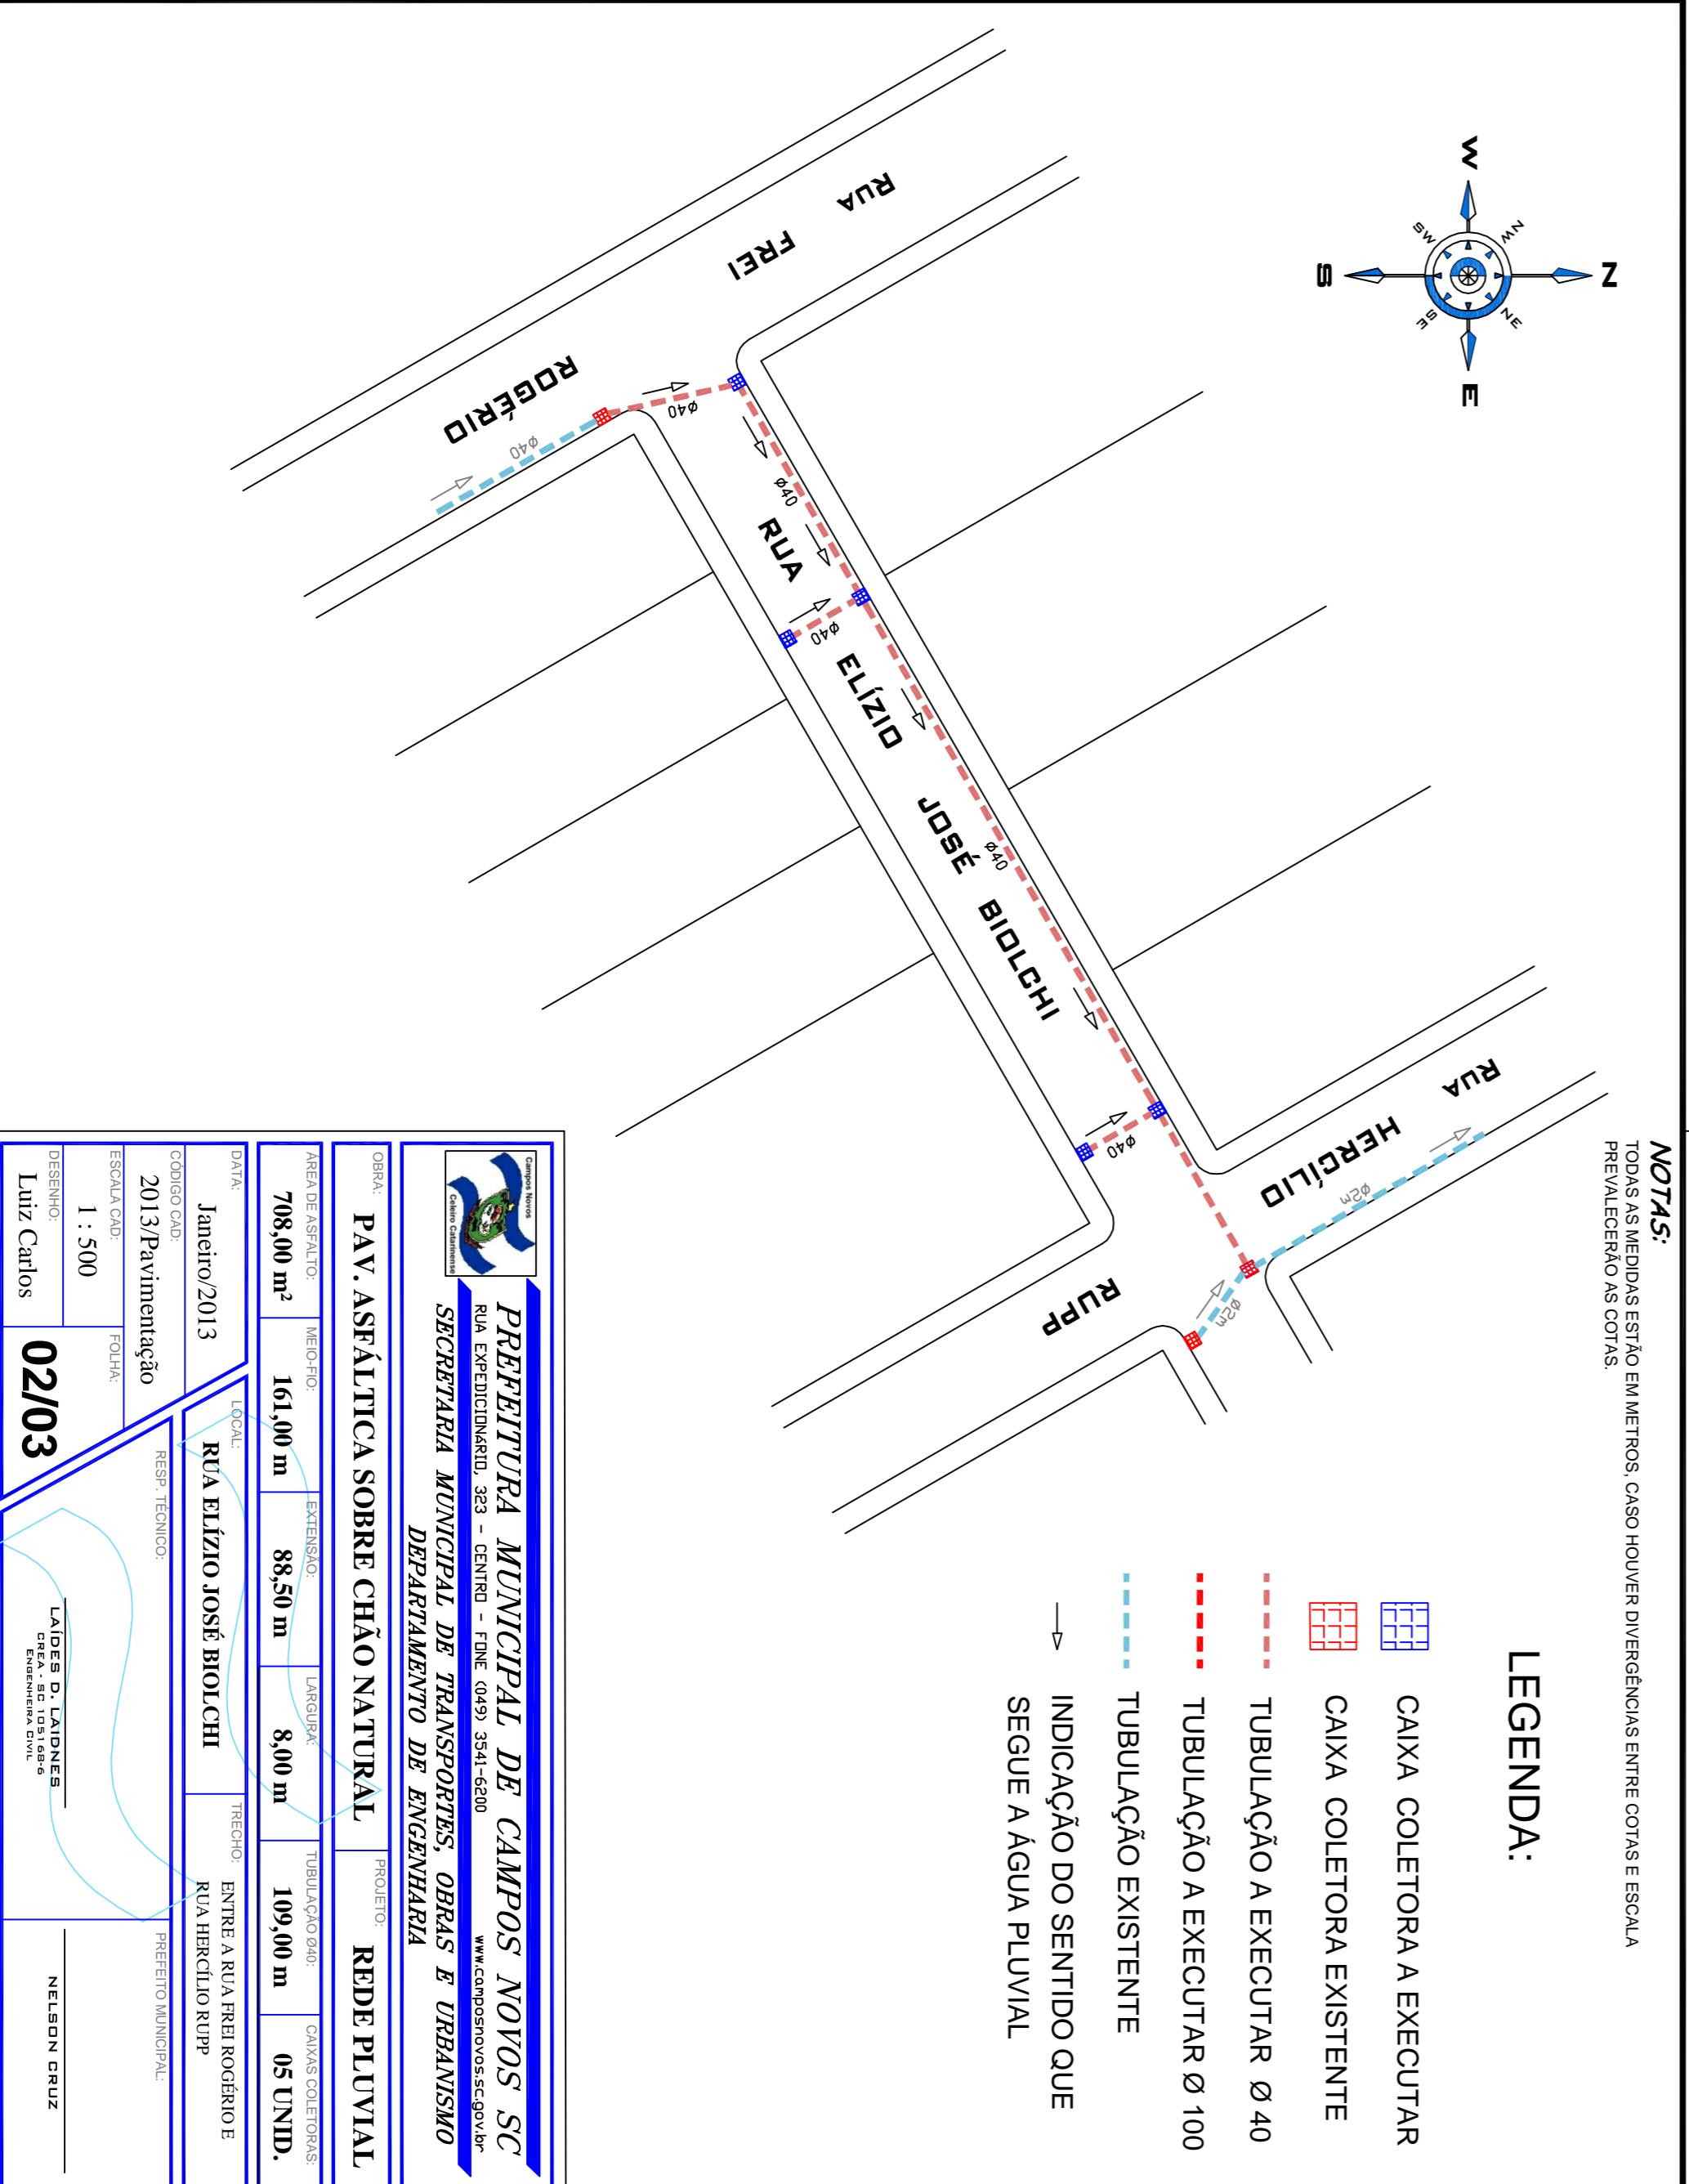 NOTAS:
TODAS AS MEDIDAS ESTÃO EM METROS, CASO HOUVER DIVERGÊNCIAS ENTRE COTAS E ESCALA
PREVALECERÃO AS COTAS.
N
NW
NE
W
E
SW
SE
S
LEGENDA:
CAIXA COLETORA A EXECUTAR
CAIXA COLETORA EXISTENTE
TUBULAÇÃO A EXECUTAR Ø 40
TUBULAÇÃO A EXECUTAR Ø 100
TUBULAÇÃO EXISTENTE
INDICAÇÃO DO SENTIDO QUE
SEGUE A ÁGUA PLUVIAL
RUA FREI ROGÉRIO
RUA ELÍZIO JOSÉ BIOLCHI
RUA HERCÍLIO RUPP
Ø40
Ø40
Ø40
Ø40
Ø40
Ø40
Campos Novos
Celeiro Catarinense
PREFEITURA MUNICIPAL DE CAMPOS NOVOS SC
RUA EXPEDICIONÁRIO, 323 - CENTRO - FONE (049) 3541-6200 www.camposnovos.sc.gov.br
SECRETARIA MUNICIPAL DE TRANSPORTES, OBRAS E URBANISMO
DEPARTAMENTO DE ENGENHARIA
OBRA: PAV. ASFÁLTICA SOBRE CHÃO NATURAL
PROJETO: REDE PLUVIAL
ÁREA DE ASFALTO: 708,00 m²
MEIO-FIO: 161,00 m
EXTENSÃO: 88,50 m
LARGURA: 8,00 m
TUBULAÇÃO Ø40: 109,00 m
CAIXAS COLETORAS: 05 UNID.
DATA: Janeiro/2013
LOCAL: RUA ELÍZIO JOSÉ BIOLCHI
TRECHO: ENTRE A RUA FREI ROGÉRIO E
RUA HERCÍLIO RUPP
CÓDIGO CAD: 2013/Pavimentação
ESCALA CAD: 1 : 500
FOLHA: 02/03
DESENHO: Luiz Carlos
RESP. TÉCNICO:
LAÍDES D. LAIDNES
CREA - SC 105168-6
ENGENHEIRA CIVIL
PREFEITO MUNICIPAL:
NELSON CRUZ